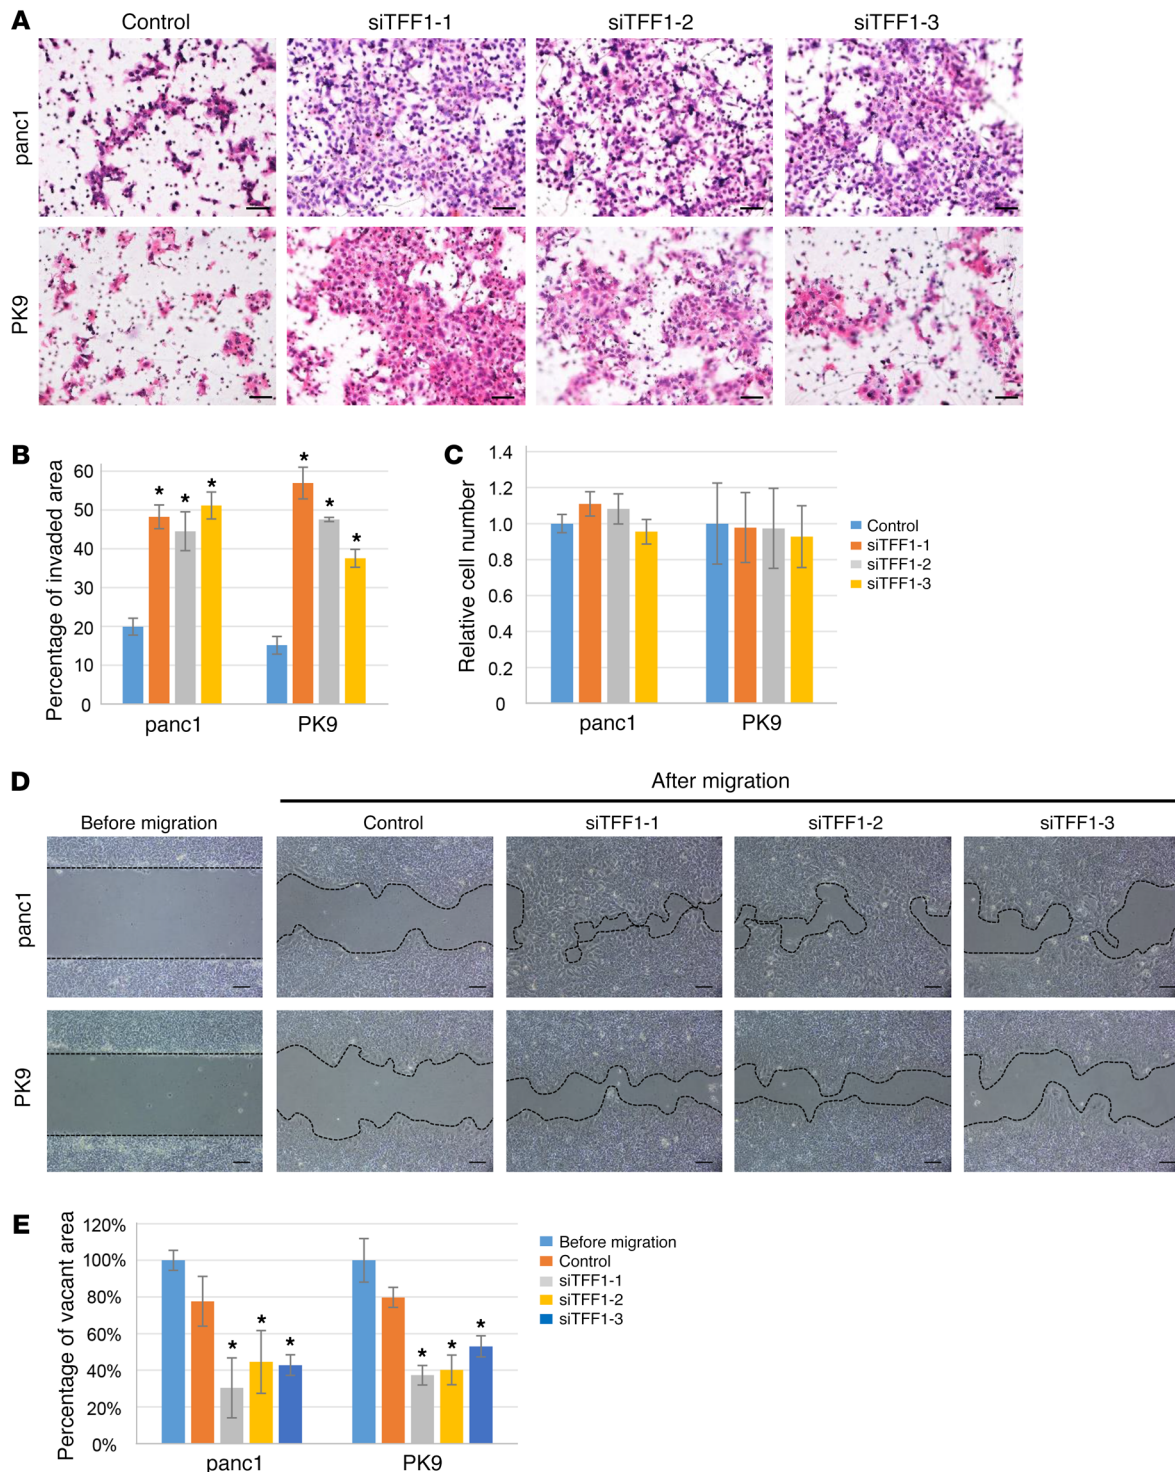 A
Control siTFF1-1 siTFF1-2 siTFF1-3
panc1
PK9
B
Percentage of invaded area
60
50
40
30
20
10
0
* * * * * *
panc1 PK9
C
Relative cell number
1.4
1.2
1.0
0.8
0.6
0.4
0.2
0
panc1 PK9
Control
siTFF1-1
siTFF1-2
siTFF1-3
D
After migration
Before migration Control siTFF1-1 siTFF1-2 siTFF1-3
panc1
PK9
E
Percentage of vacant area
120%
100%
80%
60%
40%
20%
0%
* * * * * *
panc1 PK9
Before migration
Control
siTFF1-1
siTFF1-2
siTFF1-3